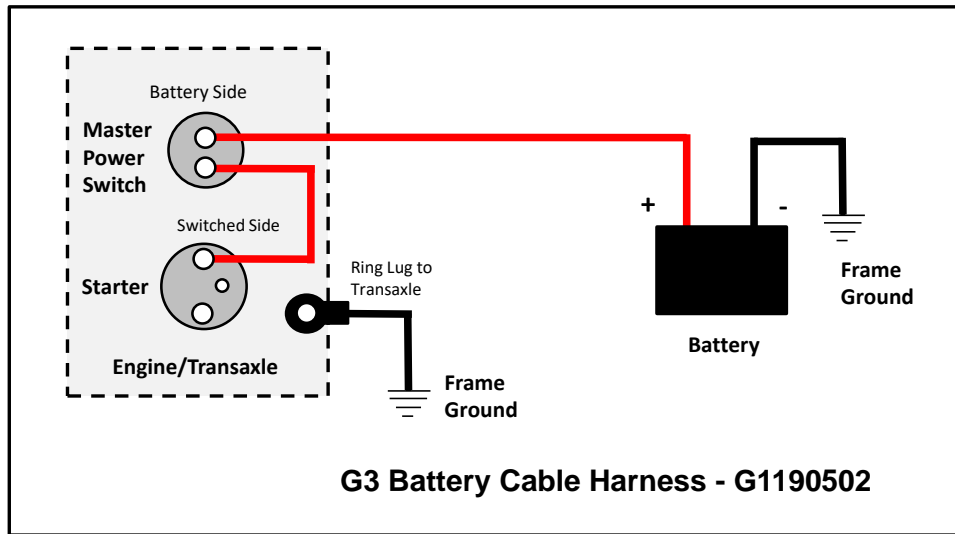 Battery Side
Master
Power
Switch
Switched Side
Starter
Ring Lug to
Transaxle
Engine/Transaxle
Frame
Ground
+
-
Battery
Frame
Ground
G3 Battery Cable Harness - G1190502